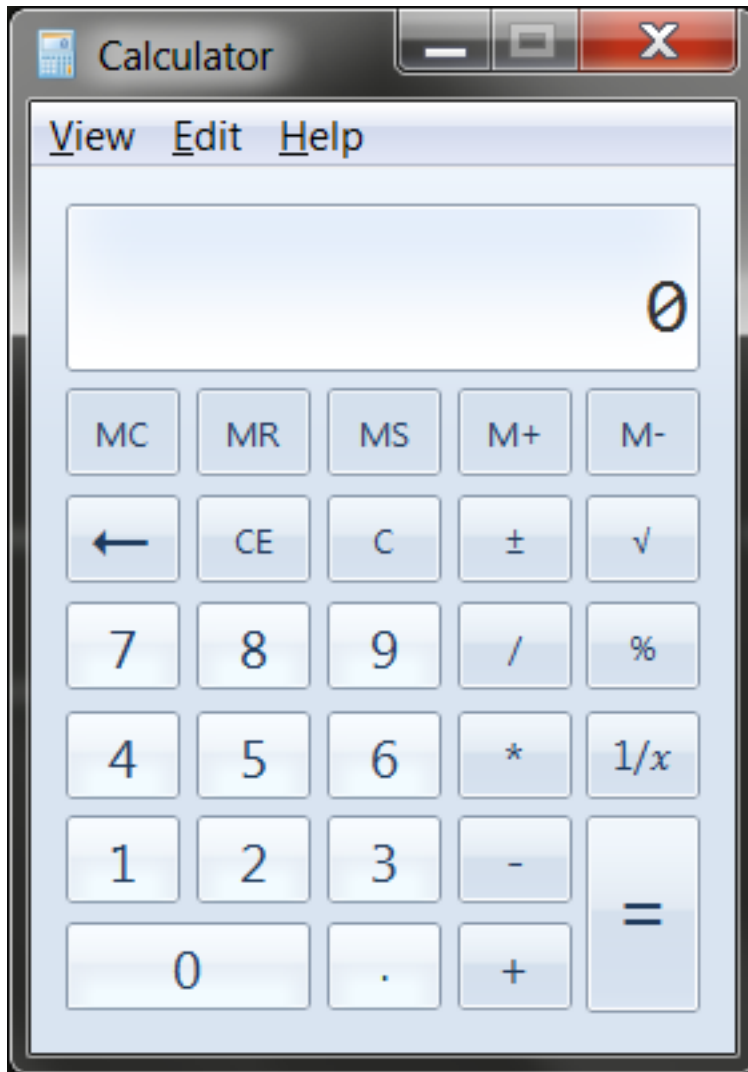 Calculator
View Edit Help
0
MC MR MS M+ M-
← CE C ± √
7 8 9 / %
4 5 6 * 1/x
1 2 3 - =
0 . +